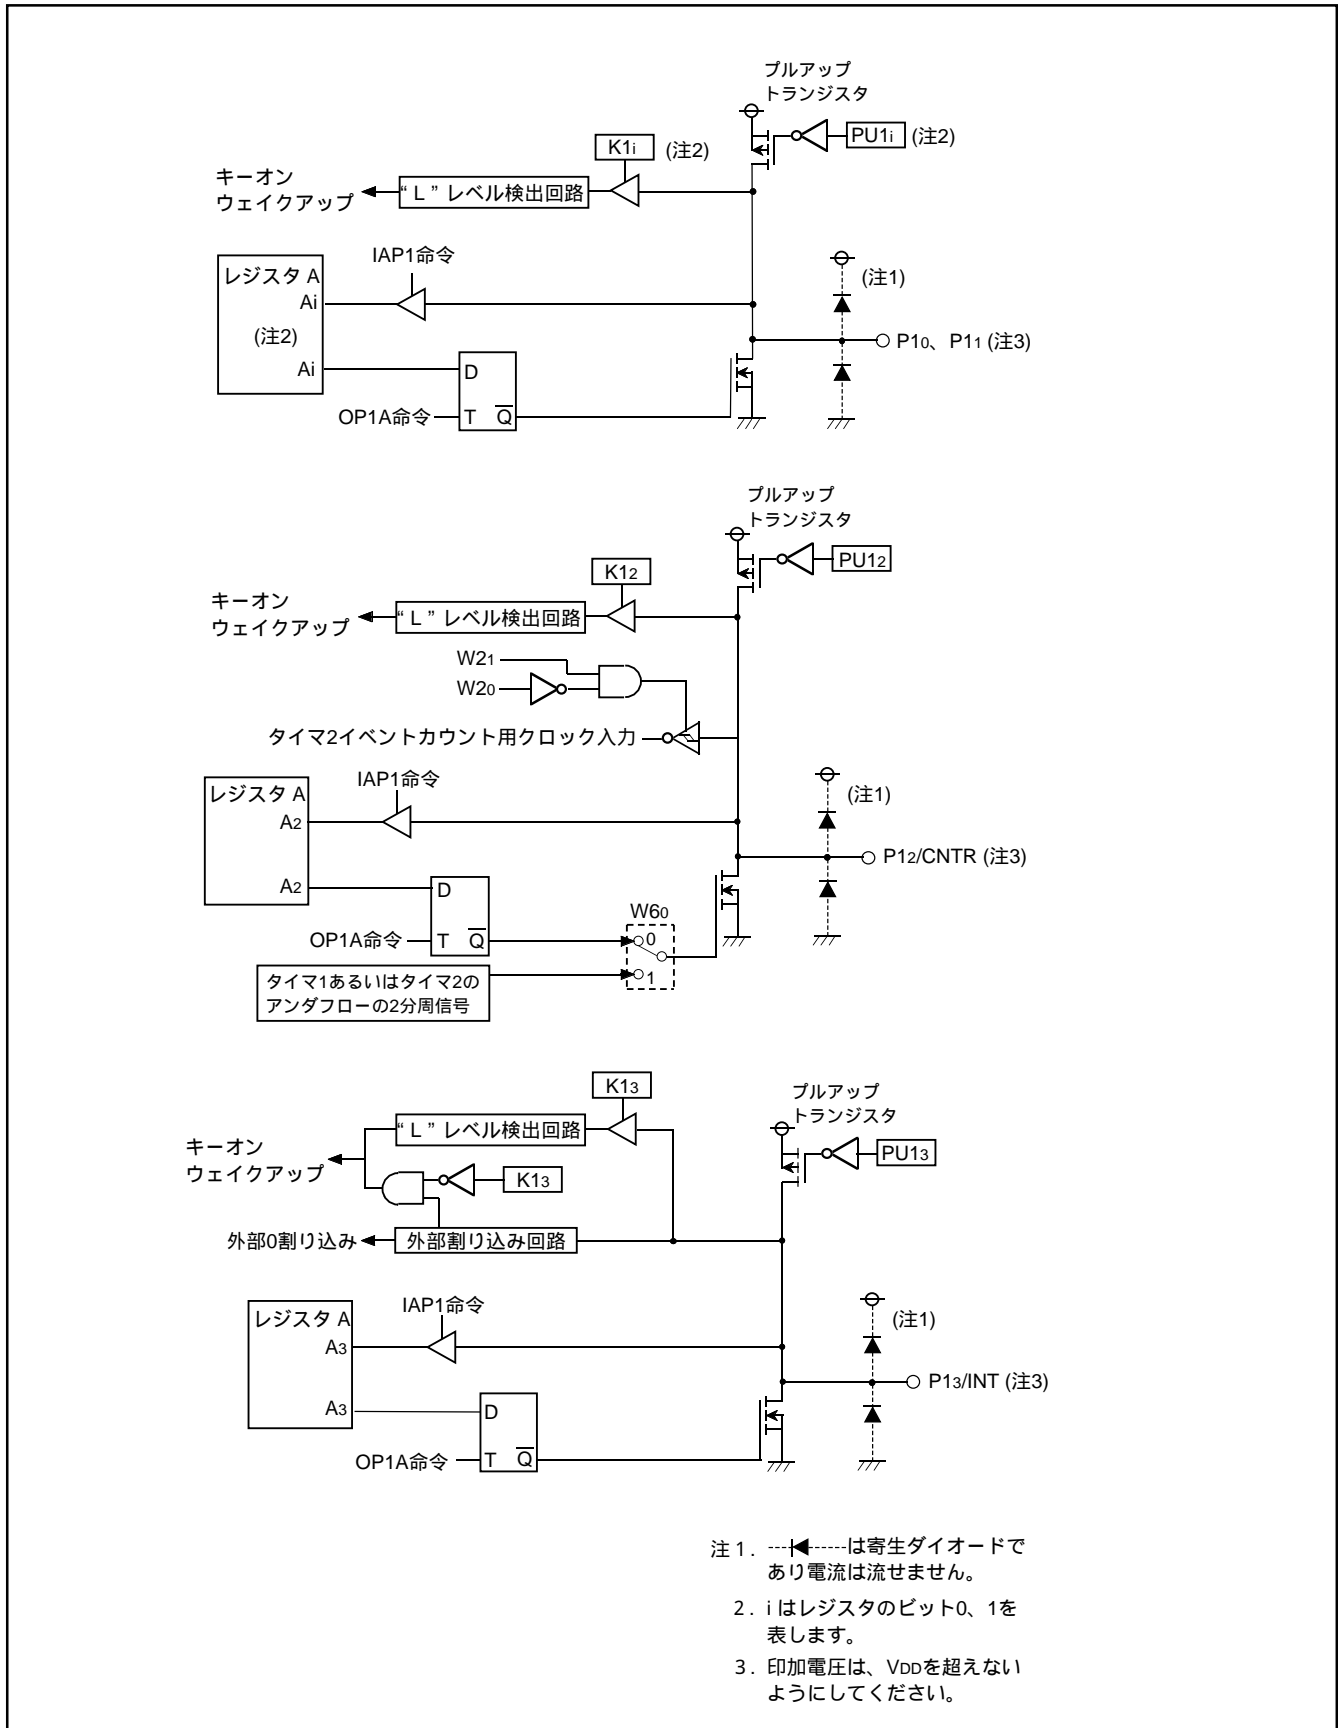 プルアップ
トランジスタ
K1i (注2)
PU1i (注2)
キーオン
ウェイクアップ
“L”レベル検出回路
IAP1命令
レジスタ A
Ai
(注2)
Ai
(注1)
P10、P11 (注3)
D
OP1A命令
T Q
プルアップ
トランジスタ
PU12
K12
キーオン
ウェイクアップ
“L”レベル検出回路
W21
W20
タイマ2イベントカウント用クロック入力
IAP1命令
レジスタ A
A2
A2
(注1)
P12/CNTR (注3)
D
OP1A命令
T Q
W60
0
1
タイマ1あるいはタイマ2の
アンダフローの2分周信号
K13
プルアップ
トランジスタ
PU13
“L”レベル検出回路
キーオン
ウェイクアップ
K13
外部0割り込み
外部割り込み回路
IAP1命令
レジスタ A
A3
A3
(注1)
P13/INT (注3)
D
OP1A命令
T Q
注 1. は寄生ダイオードで
あり電流は流せません。
2. i はレジスタのビット0、1を
表します。
3. 印加電圧は、VDDを超えない
ようにしてください。